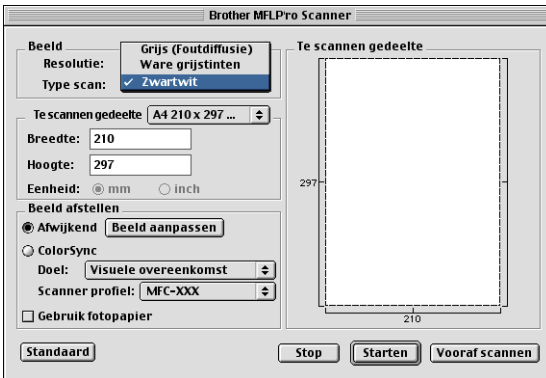 Brother MFLPro Scanner
Beeld
Resolutie:
Type scan:
Grijs (Foutdiffusie)
Ware grijstinten
✓ Zwartwit
Te scannen gedeelte A4 210 x 297 ...
Breedte: 210
Hoogte: 297
Eenheid: mm inch
Beeld afstellen
Afwijkend Beeld aanpassen
ColorSync
Doel: Visuele overeenkomst
Scanner profiel: MFC-XXX
Gebruik fotopapier
Te scannen gedeelte
297
210
Standaard Stop Starten Vooraf scannen